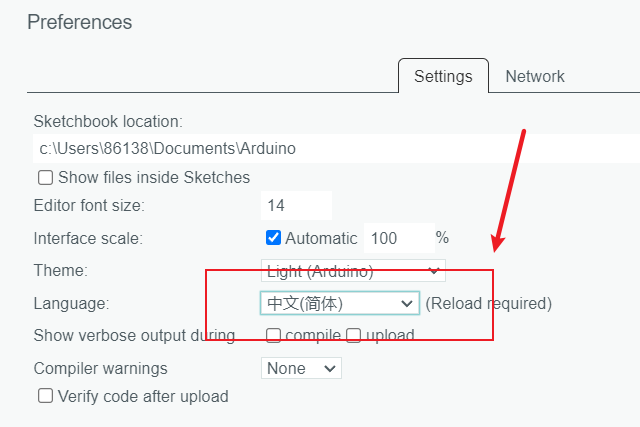 Preferences
Settings Network
Sketchbook location:
c:\Users\86138\Documents\Arduino
Show files inside Sketches
Editor font size: 14
Interface scale: Automatic 100 %
Theme: Light (Arduino)
Language: 中文(简体) (Reload required)
Show verbose output during compile upload
Compiler warnings None
Verify code after upload